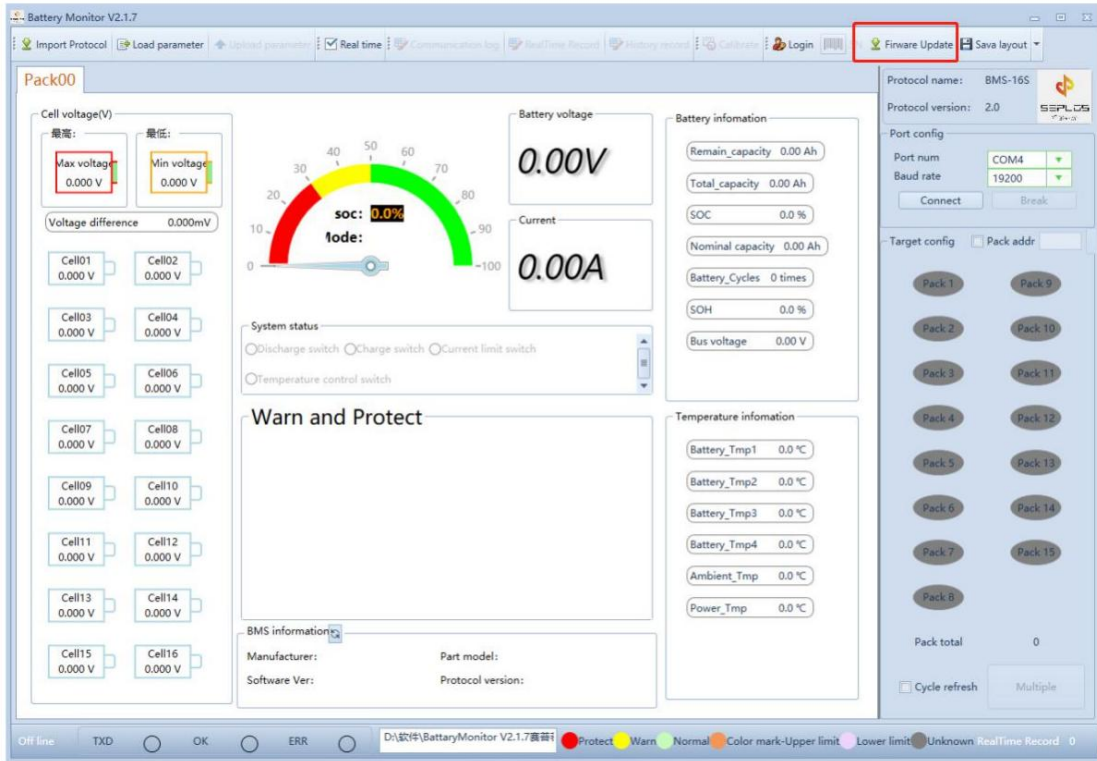 Battery Monitor V2.1.7
Import Protocol Load parameter Upload parameter Real time Communication log RealTime Record History record Calibrate Login Firware Update Sava layout
Pack00
Cell voltage(V)
最高: 最低:
Max voltage Min voltage
0.000 V 0.000 V
Voltage difference 0.000mV
Cell01 Cell02
0.000 V 0.000 V
Cell03 Cell04
0.000 V 0.000 V
Cell05 Cell06
0.000 V 0.000 V
Cell07 Cell08
0.000 V 0.000 V
Cell09 Cell10
0.000 V 0.000 V
Cell11 Cell12
0.000 V 0.000 V
Cell13 Cell14
0.000 V 0.000 V
Cell15 Cell16
0.000 V 0.000 V
0 10 20 30 40 50 60 70 80 90 100
soc: 0.0%
Mode:
Battery voltage
0.00V
Current
0.00A
System status
Discharge switch Charge switch Current limit switch
Temperature control switch
Warn and Protect
BMS information
Manufacturer: Part model:
Software Ver: Protocol version:
Battery infomation
Remain_capacity 0.00 Ah
Total_capacity 0.00 Ah
SOC 0.0 %
Nominal capacity 0.00 Ah
Battery_Cycles 0 times
SOH 0.0 %
Bus voltage 0.00 V
Temperature infomation
Battery_Tmp1 0.0 ℃
Battery_Tmp2 0.0 ℃
Battery_Tmp3 0.0 ℃
Battery_Tmp4 0.0 ℃
Ambient_Tmp 0.0 ℃
Power_Tmp 0.0 ℃
Protocol name: BMS-16S
Protocol version: 2.0
SEPLOS
Port config
Port num COM4
Baud rate 19200
Connect Break
Target config Pack addr
Pack 1 Pack 9
Pack 2 Pack 10
Pack 3 Pack 11
Pack 4 Pack 12
Pack 5 Pack 13
Pack 6 Pack 14
Pack 7 Pack 15
Pack 8
Pack total 0
Cycle refresh Multiple
Off line TXD OK ERR D:\软件\BattaryMonitor V2.1.7 Protect Warn Normal Color mark-Upper limit Lower limit Unknown RealTime Record 0